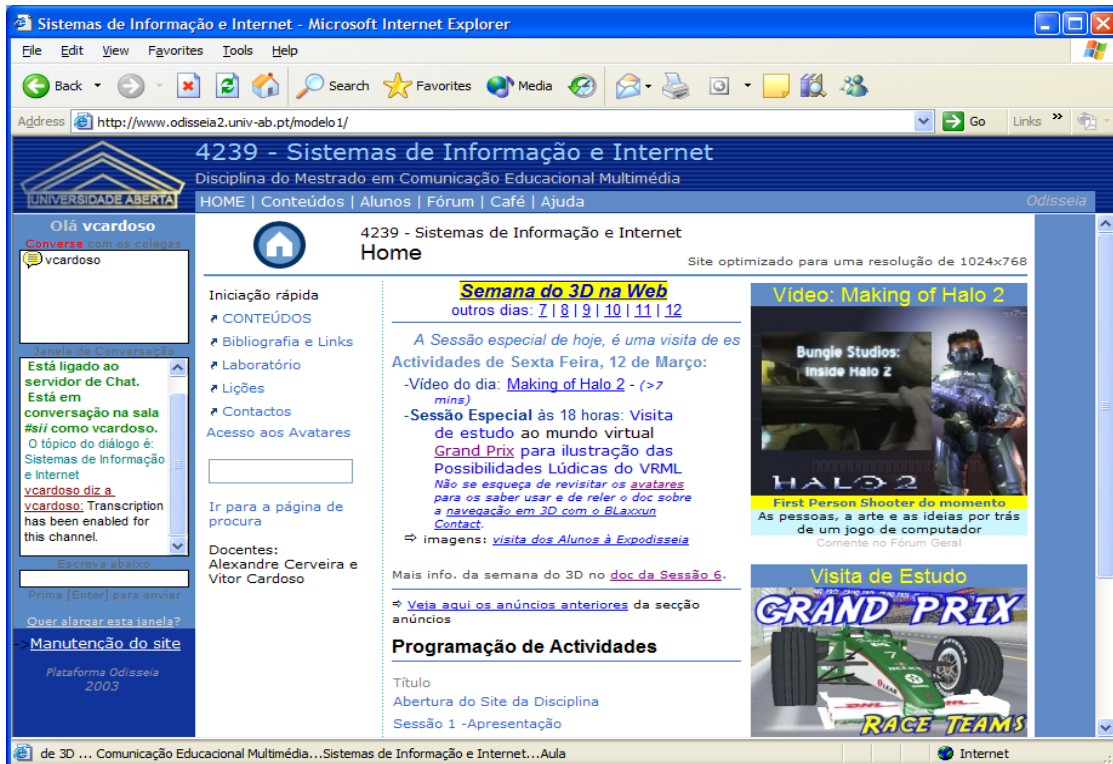 Sistemas de Informação e Internet - Microsoft Internet Explorer
File Edit View Favorites Tools Help
Back Search Favorites Media
Address http://www.odisseia2.univ-ab.pt/modelo1/ Go Links »
UNIVERSIDADE ABERTA
4239 - Sistemas de Informação e Internet
Disciplina do Mestrado em Comunicação Educacional Multimédia
HOME | Conteúdos | Alunos | Fórum | Café | Ajuda
Odisseia
Olá vcardoso
Converse com os colegas
vcardoso
Janela de Conversação
Está ligado ao
servidor de Chat.
Está em
conversação na sala
#sii como vcardoso.
O tópico do diálogo é:
Sistemas de Informação
e Internet
vcardoso diz a
vcardoso: Transcription
has been enabled for
this channel.
Escreva abaixo
Prima [Enter] para enviar
Quer alargar esta janela?
->Manutenção do site
Plataforma Odisseia
2003
4239 - Sistemas de Informação e Internet
Home
Site optimizado para uma resolução de 1024x768
Iniciação rápida
CONTEÚDOS
Bibliografia e Links
Laboratório
Lições
Contactos
Acesso aos Avatares
Ir para a página de
procura
Docentes:
Alexandre Cerveira e
Vitor Cardoso
Semana do 3D na Web
outros dias: 7 | 8 | 9 | 10 | 11 | 12
A Sessão especial de hoje, é uma visita de es
Actividades de Sexta Feira, 12 de Março:
-Vídeo do dia: Making of Halo 2 - (>7
mins)
-Sessão Especial às 18 horas: Visita
de estudo ao mundo virtual
Grand Prix para ilustração das
Possibilidades Lúdicas do VRML
Não se esqueça de revisitar os avatares
para os saber usar e de reler o doc sobre
a navegação em 3D com o BLaxxun
Contact.
⇨ imagens: visita dos Alunos à Expodisseia
Mais info. da semana do 3D no doc da Sessão 6.
⇨ Veja aqui os anúncios anteriores da secção
anúncios
Programação de Actividades
Título
Abertura do Site da Disciplina
Sessão 1 -Apresentação
Vídeo: Making of Halo 2
Bungie Studios:
Inside Halo 2
HALO 2
First Person Shooter do momento
As pessoas, a arte e as ideias por trás
de um jogo de computador
Comente no Fórum Geral
Visita de Estudo
GRAND PRIX
RACE TEAMS
de 3D ... Comunicação Educacional Multimédia...Sistemas de Informação e Internet...Aula
Internet